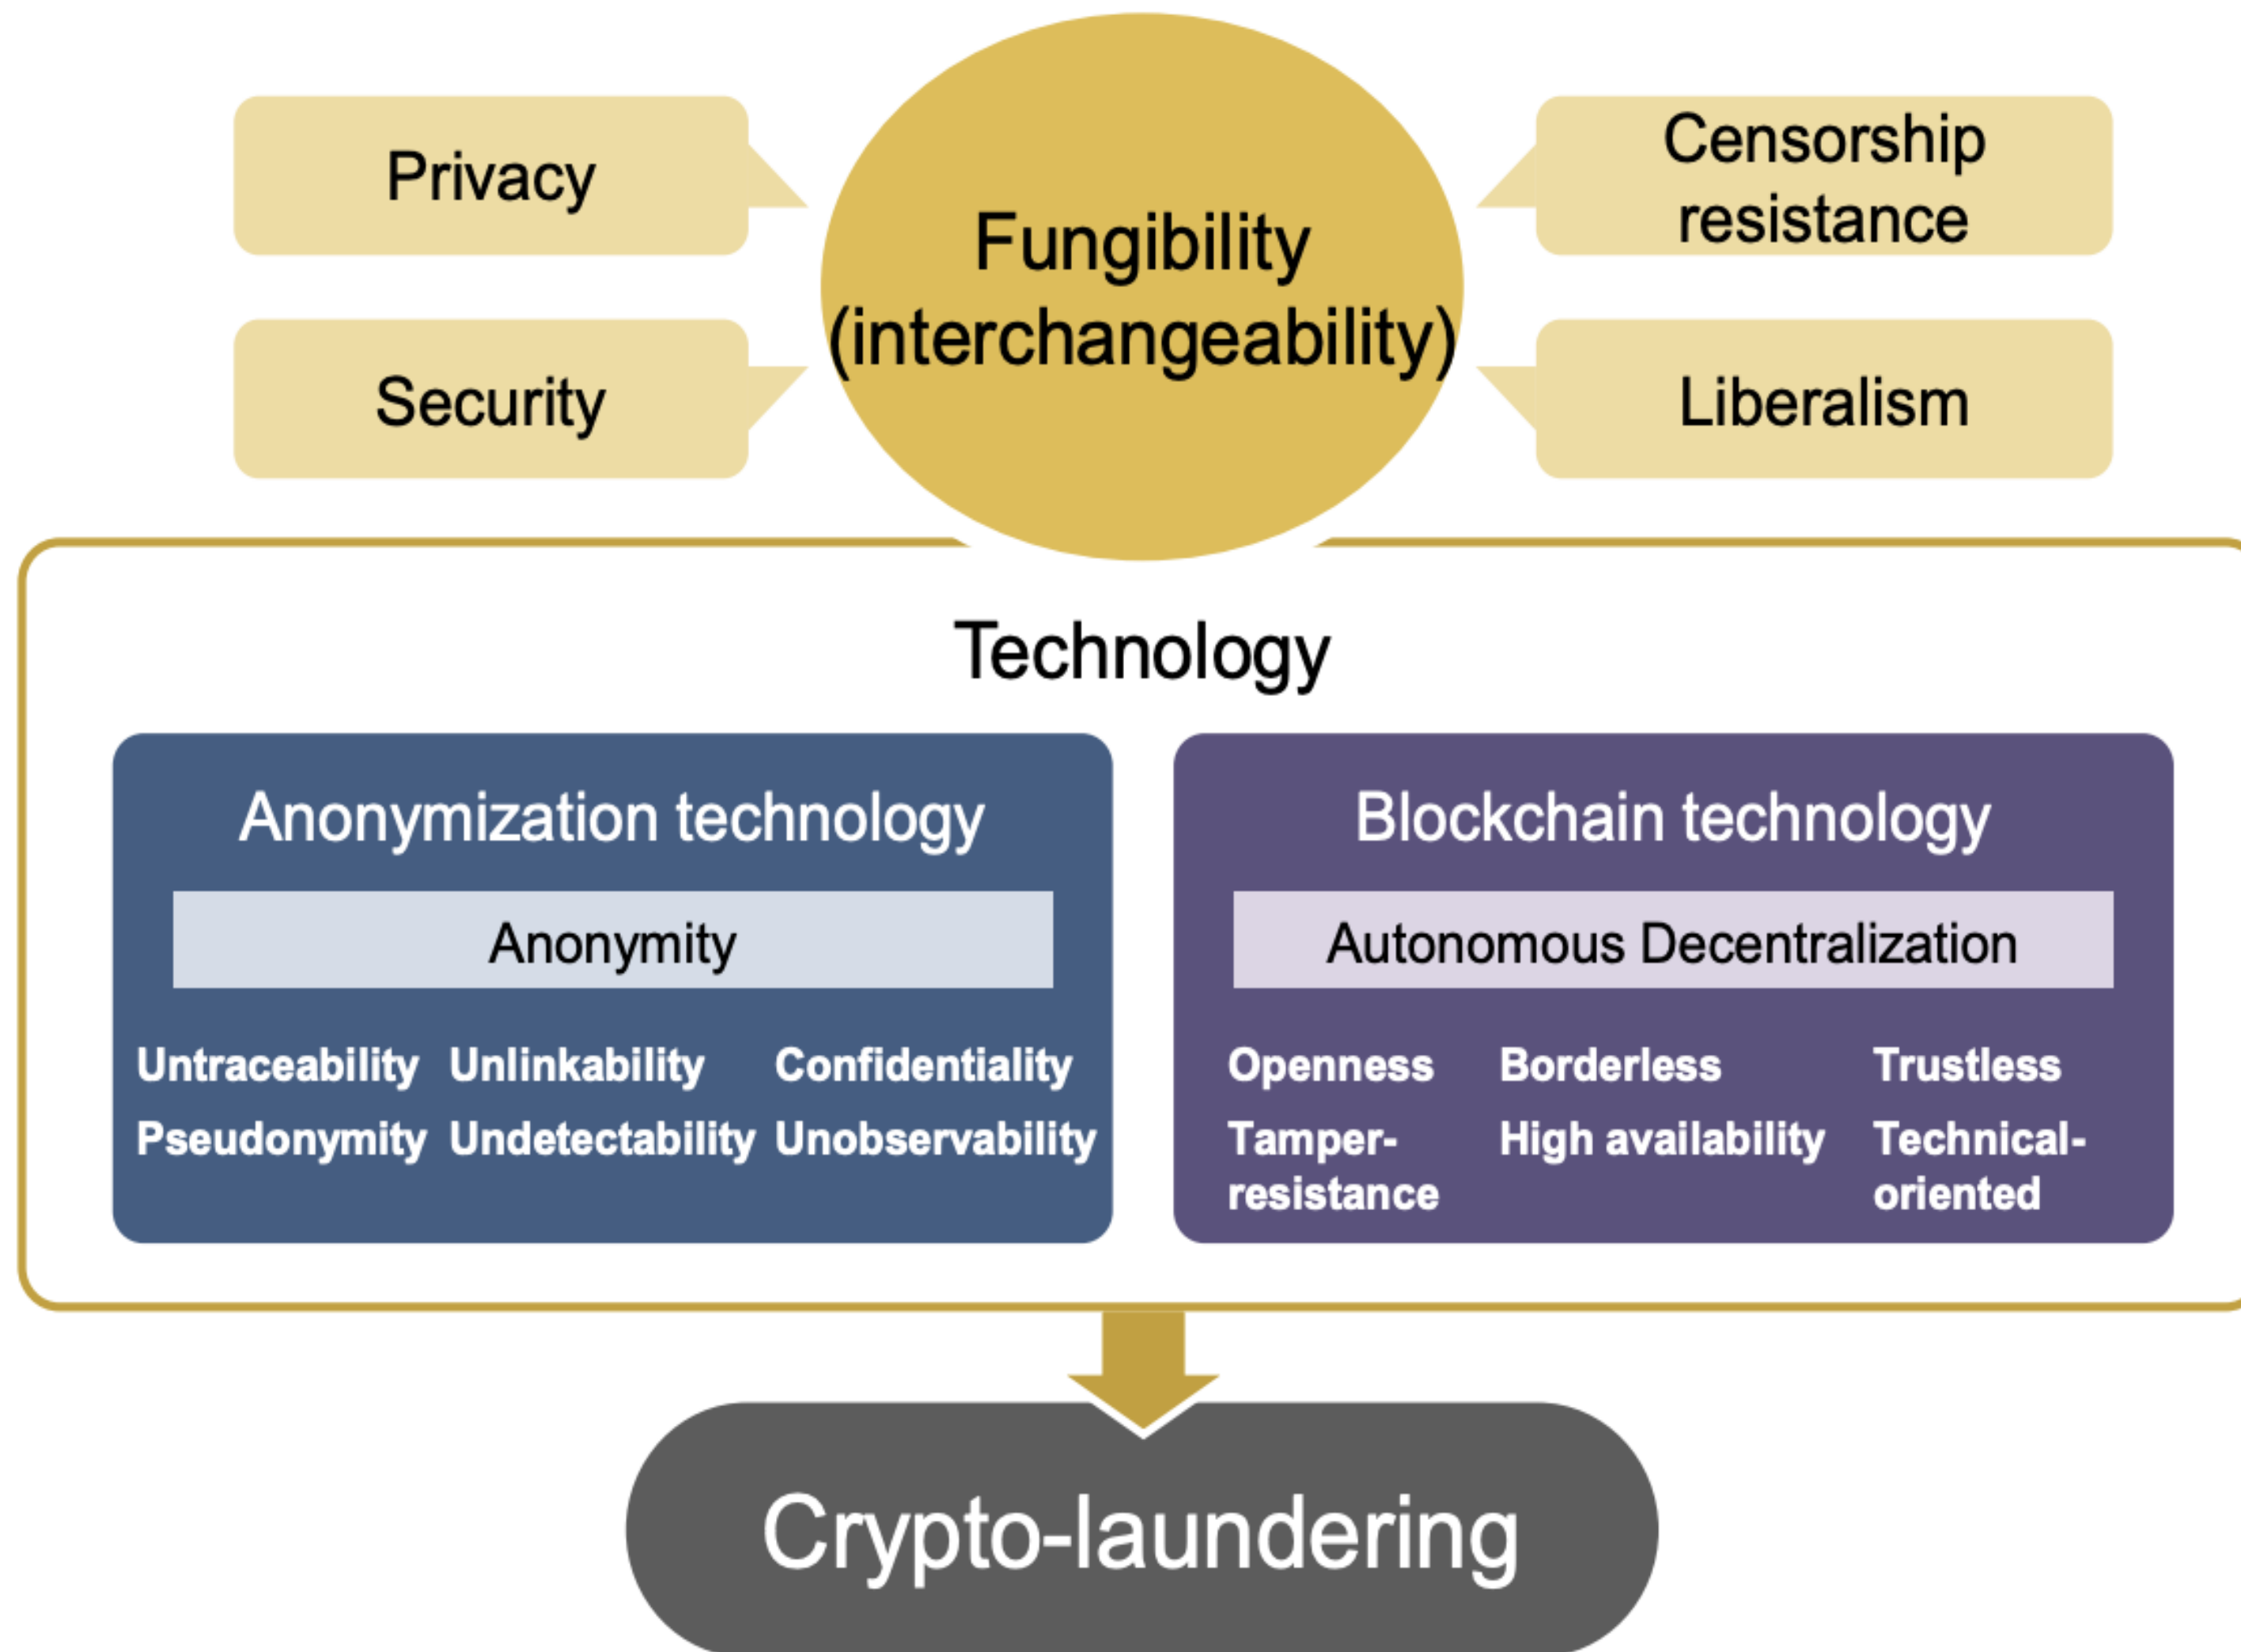 Privacy
Security
Fungibility
(interchangeability)
Censorship
resistance
Liberalism
Technology
Anonymization technology
Anonymity
Untraceability Unlinkability Confidentiality
Pseudonymity Undetectability Unobservability
Blockchain technology
Autonomous Decentralization
Openness Borderless Trustless
Tamper-
resistance
High availability
Technical-
oriented
Crypto-laundering